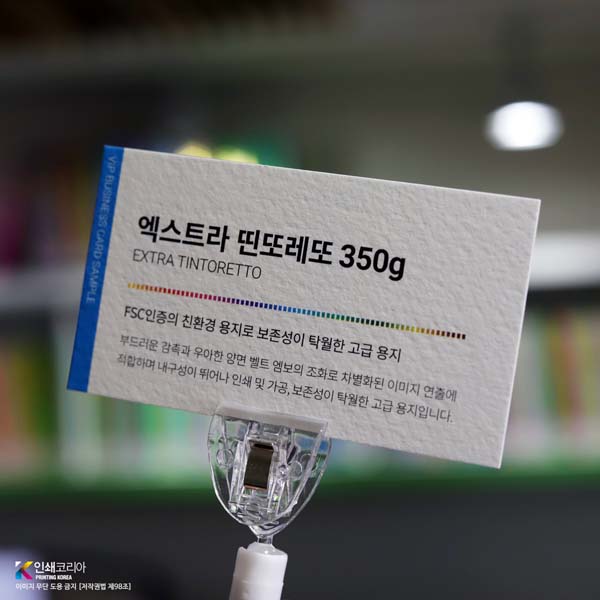 VIP BUSINESS CARD SAMPLE
엑스트라 띤또레또 350g
EXTRA TINTORETTO
FSC인증의 친환경 용지로 보존성이 탁월한 고급 용지
부드러운 감촉과 우아한 양면 벨트 엠보의 조화로 차별화된 이미지 연출에
적합하며 내구성이 뛰어나 인쇄 및 가공, 보존성이 탁월한 고급 용지입니다.
인쇄코리아
PRINTING KOREA
이미지 무단 도용 금지 [저작권법 제98조]